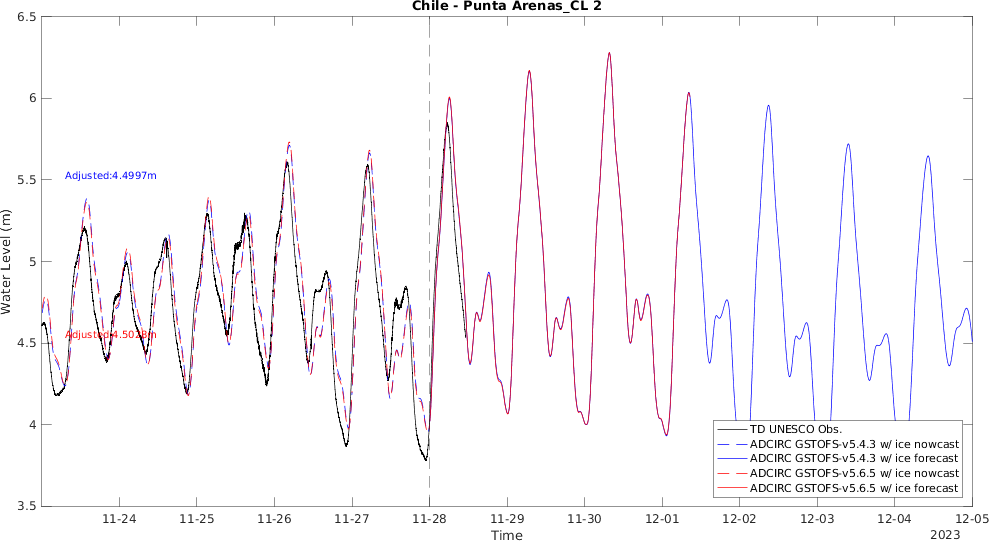 Chile - Punta Arenas_CL 2
6.5
6
5.5
5
4.5
4
3.5
Water Level (m)
Adjusted:4.4997m
Adjusted:4.5028m
TD UNESCO Obs.
ADCIRC GSTOFS-v5.4.3 w/ ice nowcast
ADCIRC GSTOFS-v5.4.3 w/ ice forecast
ADCIRC GSTOFS-v5.6.5 w/ ice nowcast
ADCIRC GSTOFS-v5.6.5 w/ ice forecast
11-24 11-25 11-26 11-27 11-28 11-29 11-30 12-01 12-02 12-03 12-04 12-05
Time
2023